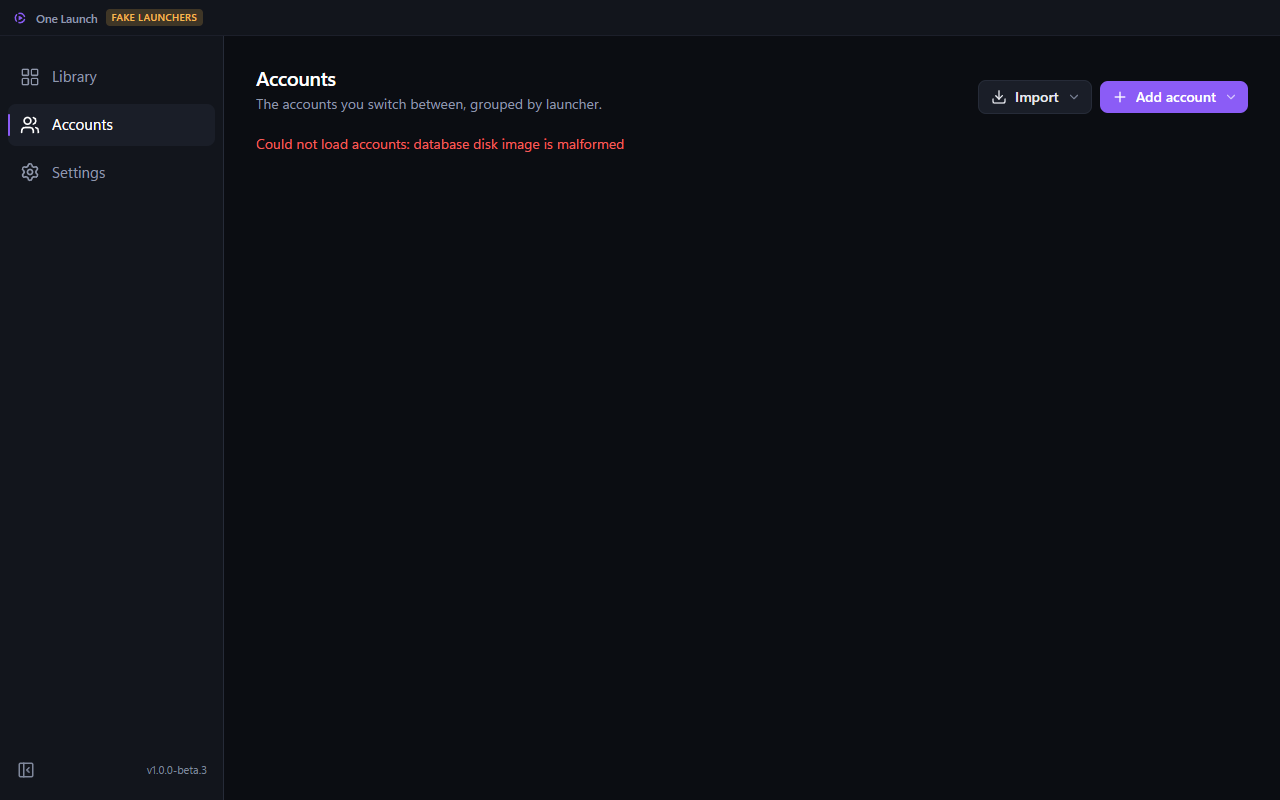 One Launch FAKE LAUNCHERS
Library
Accounts
Settings
v1.0.0-beta.3
Accounts
The accounts you switch between, grouped by launcher.
Import
Add account
Could not load accounts: database disk image is malformed